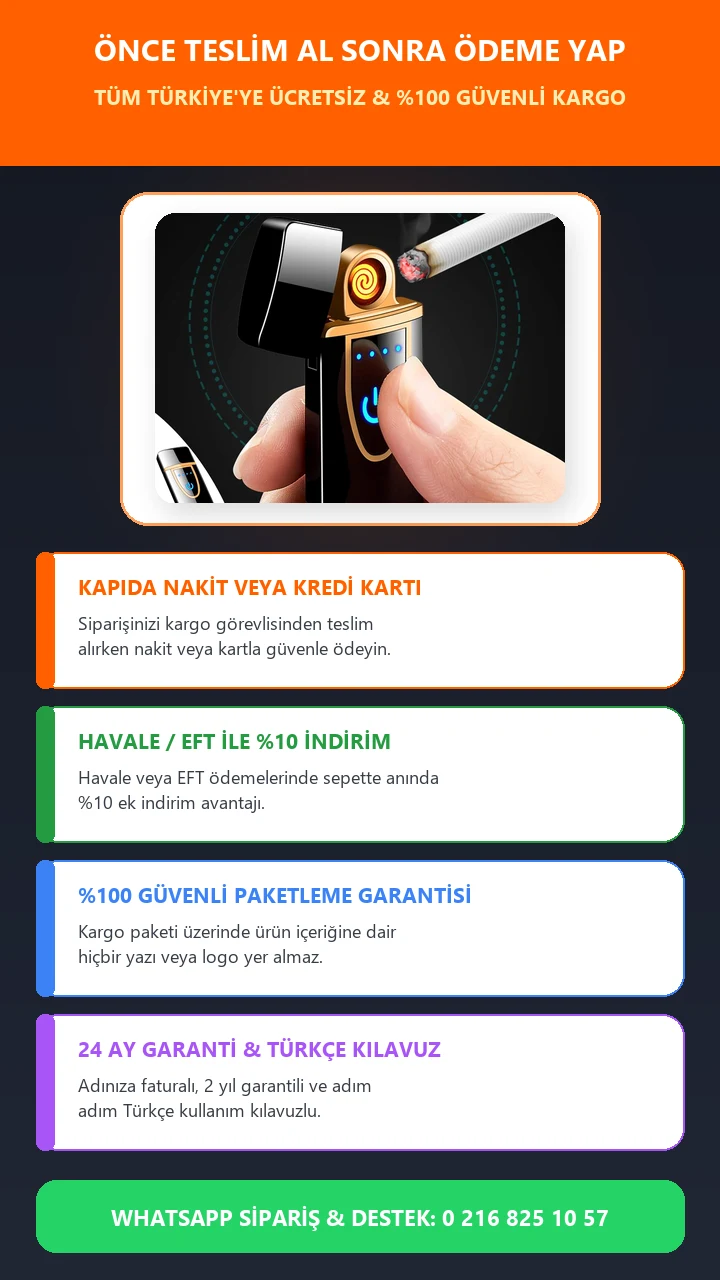 ÖNCE TESLİM AL SONRA ÖDEME YAP
TÜM TÜRKİYE'YE ÜCRETSİZ & %100 GÜVENLİ KARGO
KAPIDA NAKİT VEYA KREDİ KARTI
Siparişinizi kargo görevlisinden teslim
alırken nakit veya kartla güvenle ödeyin.
HAVALE / EFT İLE %10 İNDİRİM
Havale veya EFT ödemelerinde sepette anında
%10 ek indirim avantajı.
%100 GÜVENLİ PAKETLEME GARANTİSİ
Kargo paketi üzerinde ürün içeriğine dair
hiçbir yazı veya logo yer almaz.
24 AY GARANTİ & TÜRKÇE KILAVUZ
Adınıza faturalı, 2 yıl garantili ve adım
adım Türkçe kullanım kılavuzlu.
WHATSAPP SİPARİŞ & DESTEK: 0 216 825 10 57